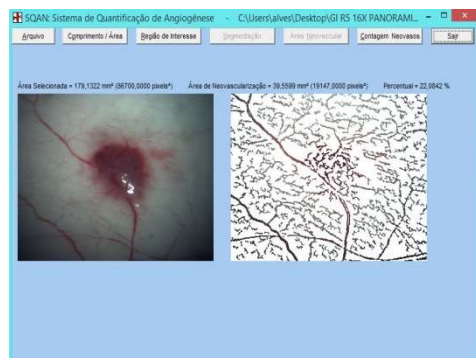 SQAN: Sistema de Quantificação de Angiogênese - C:\Users\alves\Desktop\GI R5 16X PANORAMI...
Arquivo Comprimento / Área Região de Interesse Segmentação Área Neovascular Contagem Neovasos Sair
Área Selecionada = 179,1322 mm² (86700,0000 pixels²) Área de Neovascularização = 39,5599 mm² (19147,0000 pixels²) Percentual = 22,0842 %